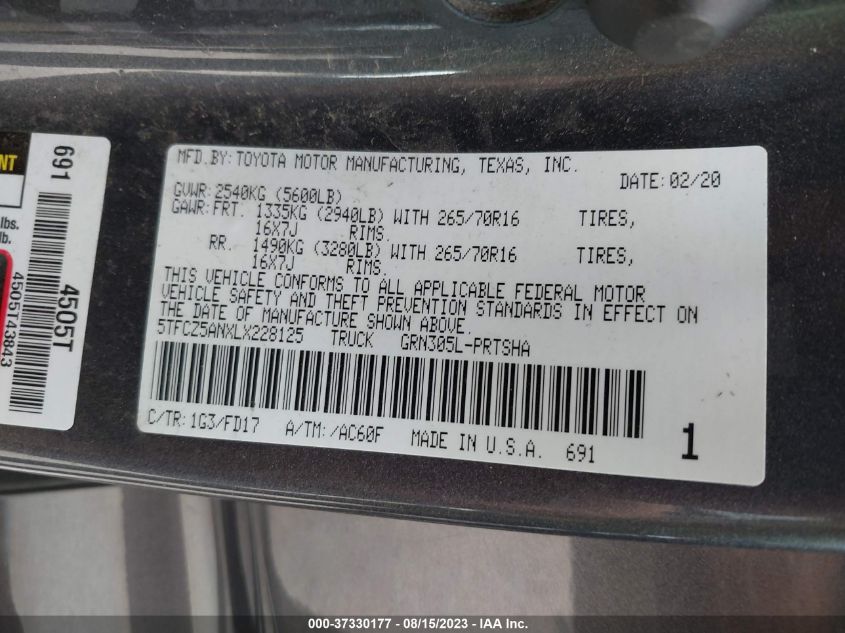 MFD.BY:TOYOTA MOTOR MANUFACTURING, TEXAS, INC. DATE:02/20
GVWR:2540KG (5600LB)
GAWR:FRT. 1335KG (2940LB) WITH 265/70R16 TIRES,
16X7J RIMS.
RR. 1490KG (3280LB) WITH 265/70R16 TIRES,
16X7J RIMS.
THIS VEHICLE CONFORMS TO ALL APPLICABLE FEDERAL MOTOR
VEHICLE SAFETY AND THEFT PREVENTION STANDARDS IN EFFECT ON
THE DATE OF MANUFACTURE SHOWN ABOVE.
5TFCZ5ANXLX228125 TRUCK GRN305L-PRTSHA
C/TR:1G3/FD17 A/TM:/AC60F MADE IN U.S.A. 691 1
691 4505T
4505T43843
NT
lbs.
b.
000-37330177 - 08/15/2023 - IAA Inc.